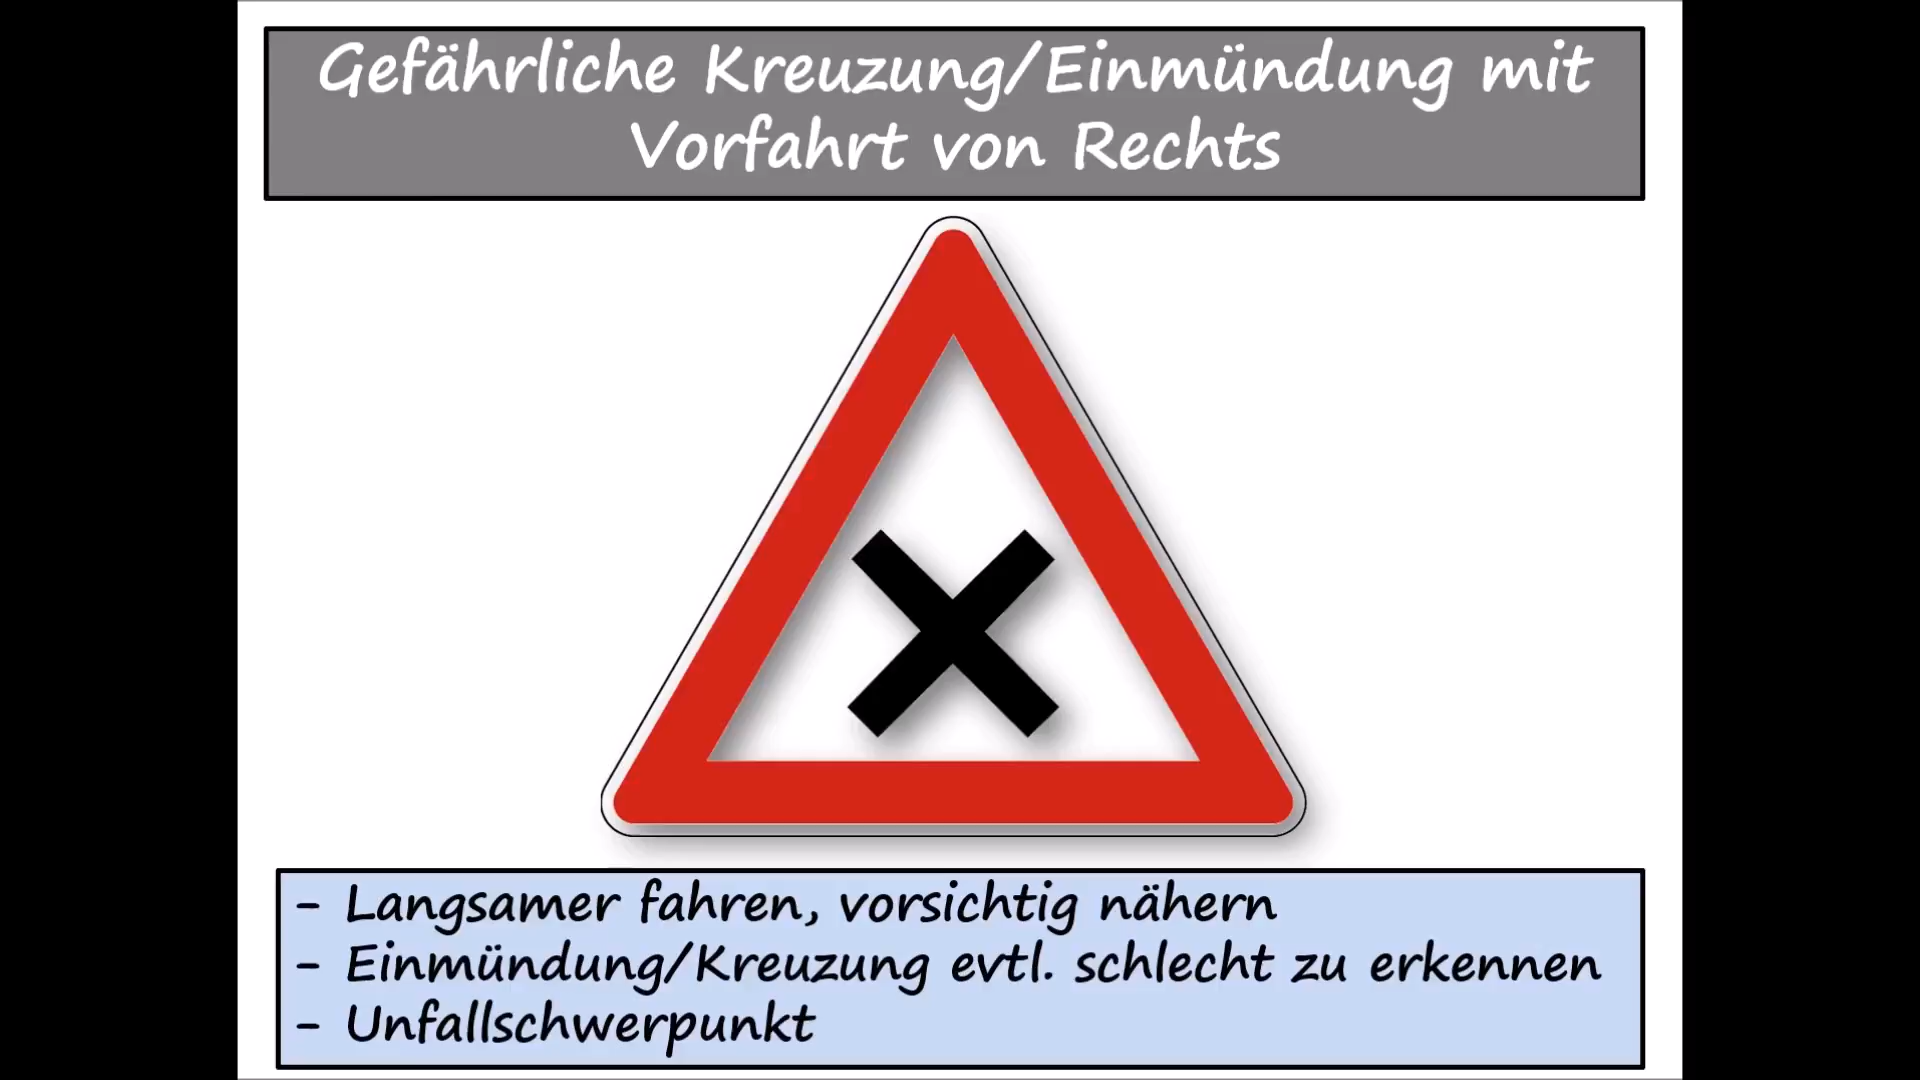 Gefährliche Kreuzung/Einmündung mit
Vorfahrt von Rechts
- Langsamer fahren, vorsichtig nähern
- Einmündung/Kreuzung evtl. schlecht zu erkennen
- Unfallschwerpunkt